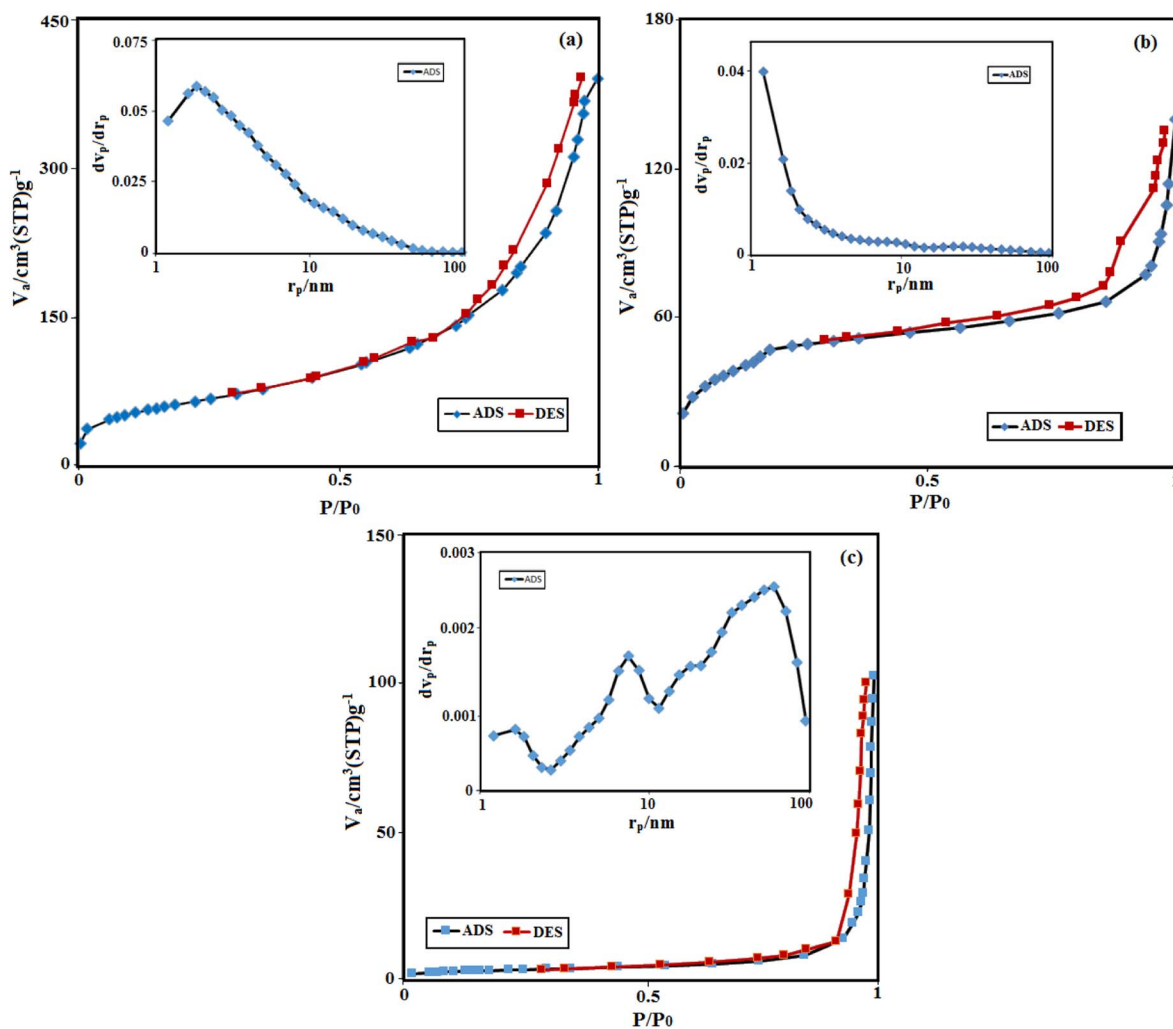 (a)
450
300
150
0
Vₐ/cm³(STP)g⁻¹
0
0.5
1
P/P₀
ADS
DES
0.075
0.05
0.025
0
dvₚ/drₚ
1
10
100
rₚ/nm
ADS
(b)
180
120
60
0
Vₐ/cm³(STP)g⁻¹
0
0.5
P/P₀
ADS
DES
0.04
0.02
0
dvₚ/drₚ
1
10
100
rₚ/nm
ADS
(c)
150
100
50
0
Vₐ/cm³(STP)g⁻¹
0
0.5
1
P/P₀
ADS
DES
0.003
0.002
0.001
0
dvₚ/drₚ
1
10
100
rₚ/nm
ADS